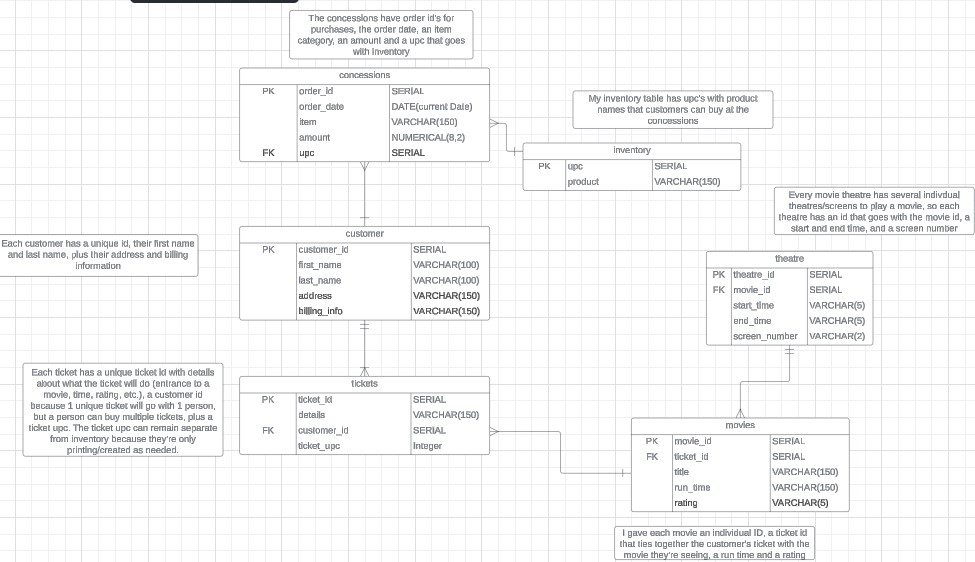 The concessions have order id's for
purchases, the order date, an item
category, an amount and a upc that goes
with inventory
concessions
PK order_id SERIAL
order_date DATE(current Date)
item VARCHAR(150)
amount NUMERICAL(8,2)
FK upc SERIAL
My inventory table has upc's with product
names that customers can buy at the
concessions
inventory
PK upc SERIAL
product VARCHAR(150)
Every movie theatre has several indivdual
theatres/screens to play a movie, so each
theatre has an id that goes with the movie id, a
start and end time, and a screen number
Each customer has a unique id, their first name
and last name, plus their address and billing
information
customer
PK customer_id SERIAL
first_name VARCHAR(100)
last_name VARCHAR(100)
address VARCHAR(150)
billing_info VARCHAR(150)
theatre
PK theatre_id SERIAL
FK movie_id SERIAL
start_time VARCHAR(5)
end_time VARCHAR(5)
screen_number VARCHAR(2)
Each ticket has a unique ticket id with details
about what the ticket will do (entrance to a
movie, time, rating, etc.), a customer id
because 1 unique ticket will go with 1 person,
but a person can buy multiple tickets, plus a
ticket upc. The ticket upc can remain separate
from inventory because they're only
printing/created as needed.
tickets
PK ticket_id SERIAL
details VARCHAR(150)
FK customer_id SERIAL
ticket_upc Integer
movies
PK movie_id SERIAL
FK ticket_id SERIAL
title VARCHAR(150)
run_time VARCHAR(150)
rating VARCHAR(5)
I gave each movie an individual ID, a ticket id
that ties together the customer's ticket with the
movie they're seeing, a run time and a rating